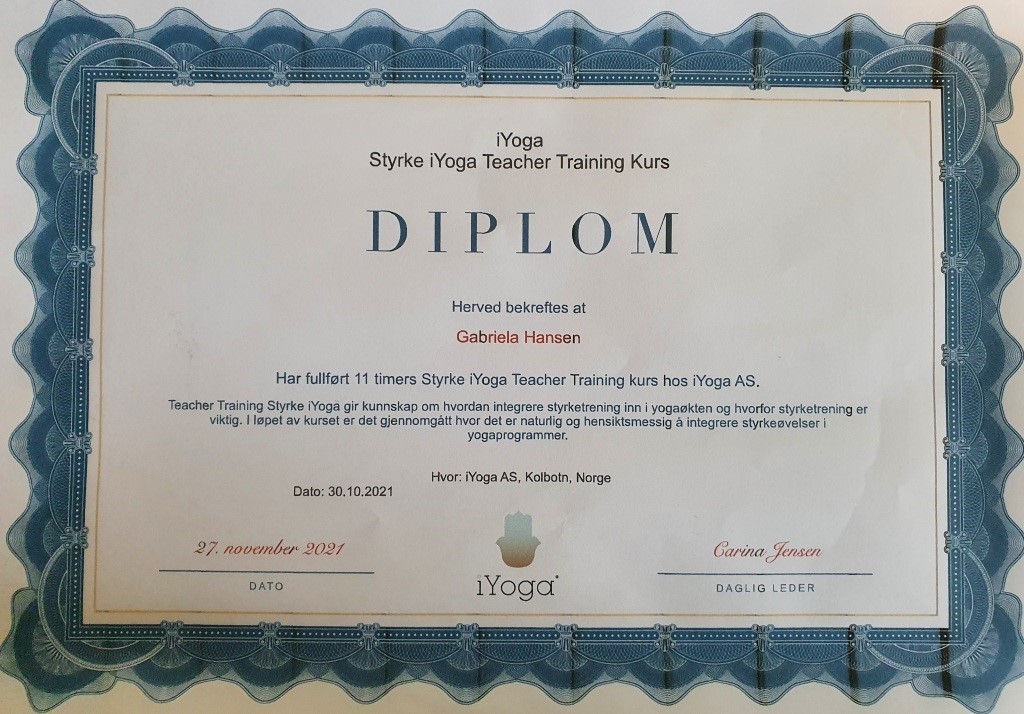 iYoga
Styrke iYoga Teacher Training Kurs
DIPLOM
Herved bekreftes at
Gabriela Hansen
Har fullført 11 timers Styrke iYoga Teacher Training kurs hos iYoga AS.
Teacher Training Styrke iYoga gir kunnskap om hvordan integrere styrketrening inn i yogaøkten og hvorfor styrketrening er
viktig. I løpet av kurset er det gjennomgått hvor det er naturlig og hensiktsmessig å integrere styrkeøvelser i
yogaprogrammer.
Hvor: iYoga AS, Kolbotn, Norge
Dato: 30.10.2021
27. november 2021
DATO
iYoga
Carina Jensen
DAGLIG LEDER